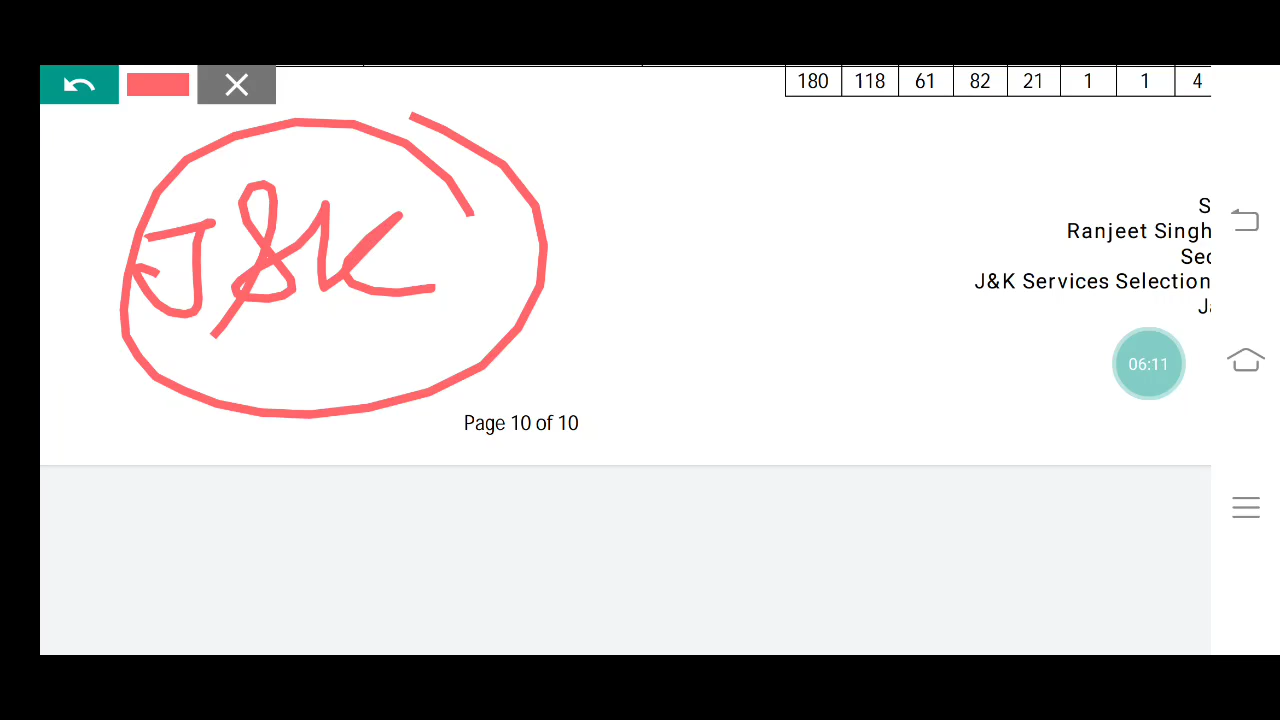 180 118 61 82 21 1 1 4
J&K
S
Ranjeet Singh
Sec
J&K Services Selection
Ja
06:11
Page 10 of 10